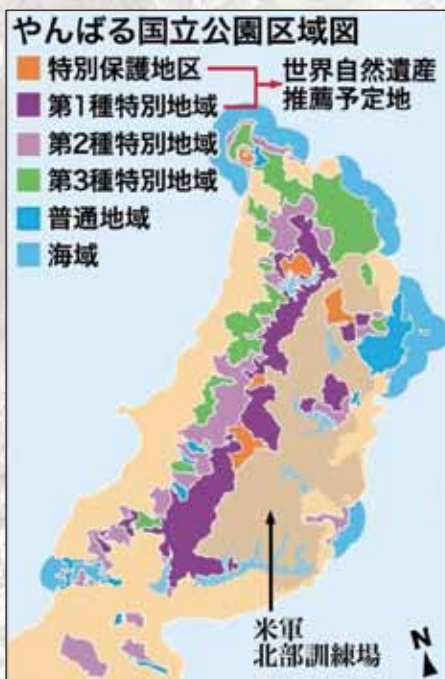 やんばる国立公園区域図
特別保護地区
第1種特別地域
世界自然遺産
推薦予定地
第2種特別地域
第3種特別地域
普通地域
海域
米軍
北部訓練場
N